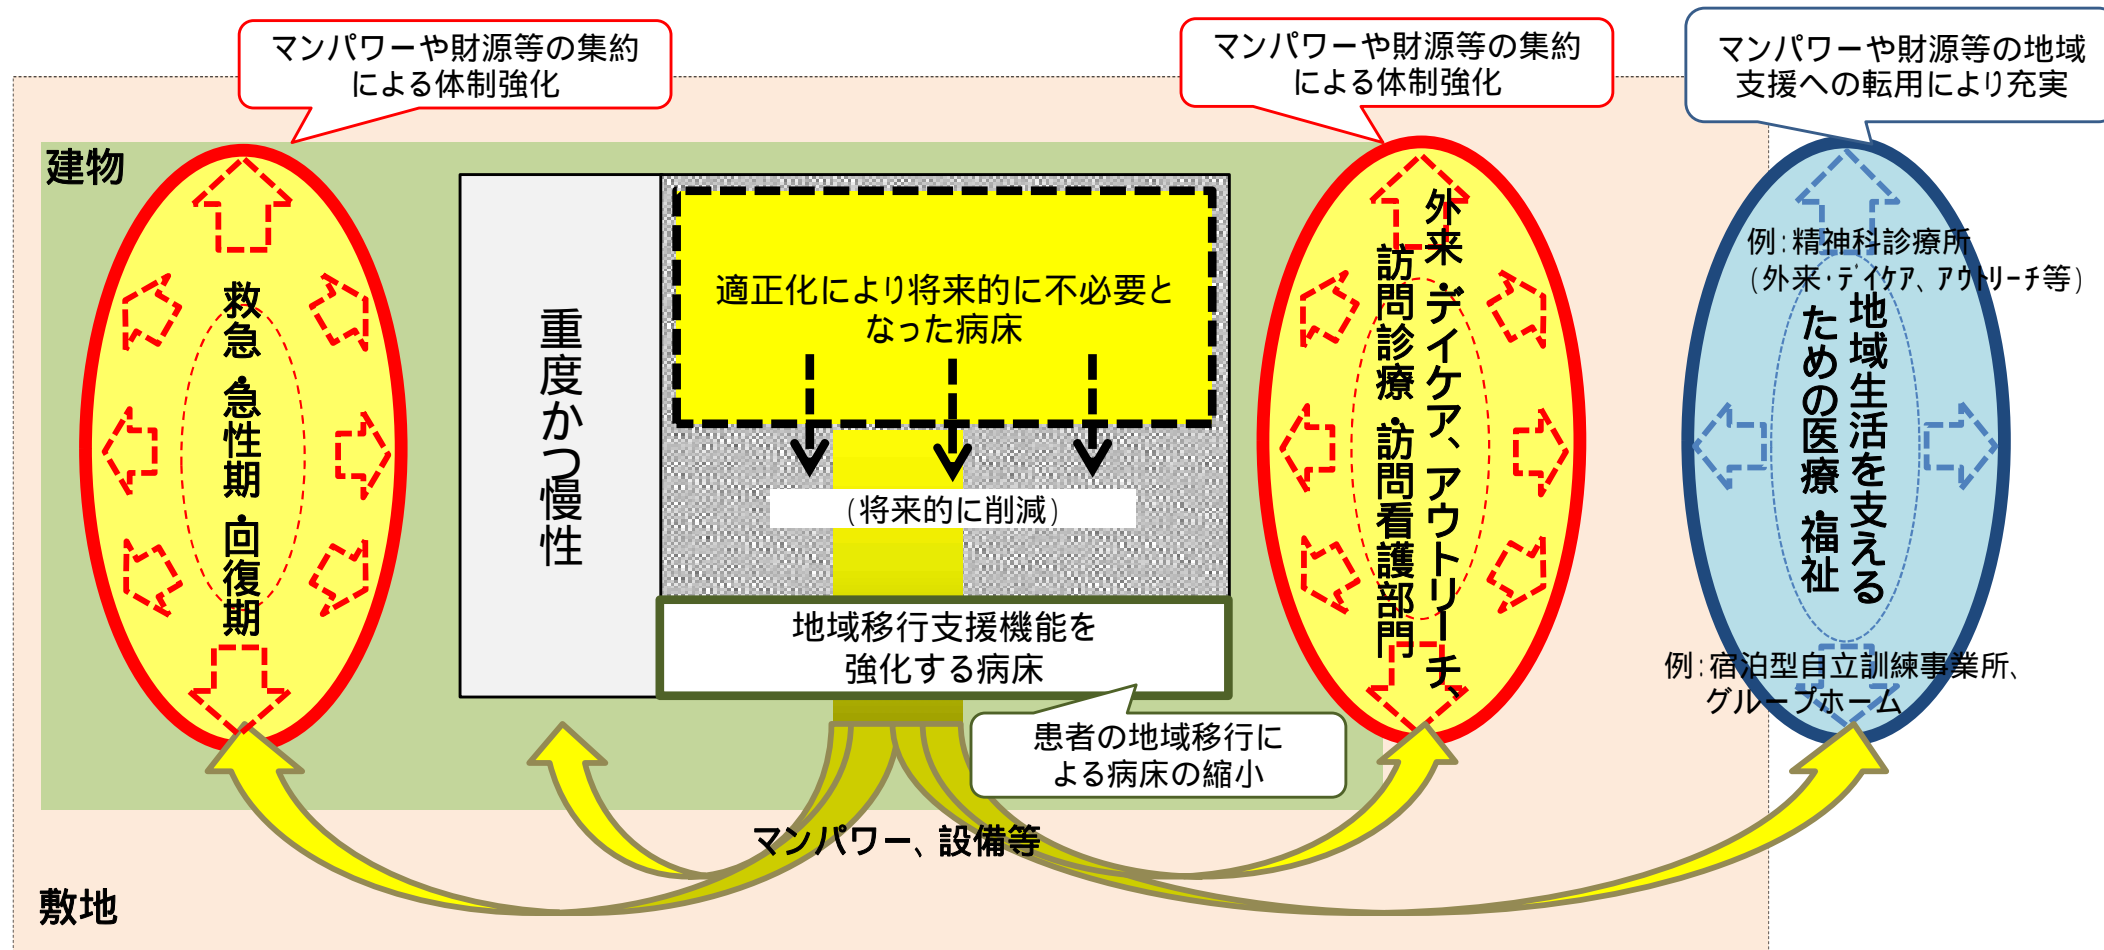 マンパワーや財源等の集約
による体制強化
マンパワーや財源等の集約
による体制強化
マンパワーや財源等の地域
支援への転用により充実
建物
救急・急性期・回復期
重度かつ慢性
適正化により将来的に不必要と
なった病床
(将来的に削減)
地域移行支援機能を
強化する病床
患者の地域移行に
よる病床の縮小
外来・デイケア、アウトリーチ、
訪問診療・訪問看護部門
例:精神科診療所
(外来・デイケア、アウトリーチ等)
地域生活を支える
ための医療・福祉
例:宿泊型自立訓練事業所、
グループホーム
マンパワー、設備等
敷地